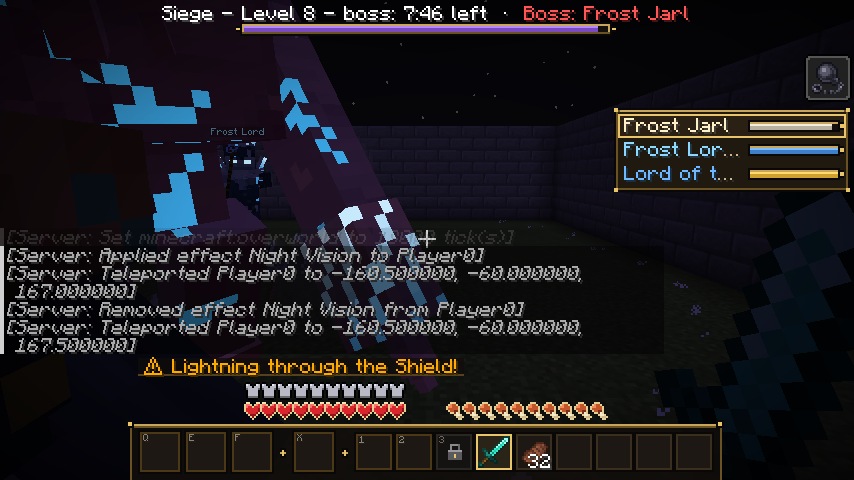 Siege - Level 8 - boss: 7:46 left · Boss: Frost Jarl
Frost Jarl
Frost Lor...
Lord of t...
Frost Lord
[Server: Applied effect Night Vision to Player0]
[Server: Teleported Player0 to -160.500000, -60.000000,
167.000000]
[Server: Removed effect Night Vision from Player0]
[Server: Teleported Player0 to -160.500000, -60.000000,
167.500000]
⚠ Lightning through the Shield!
Q E F + X + 1 2 3
32